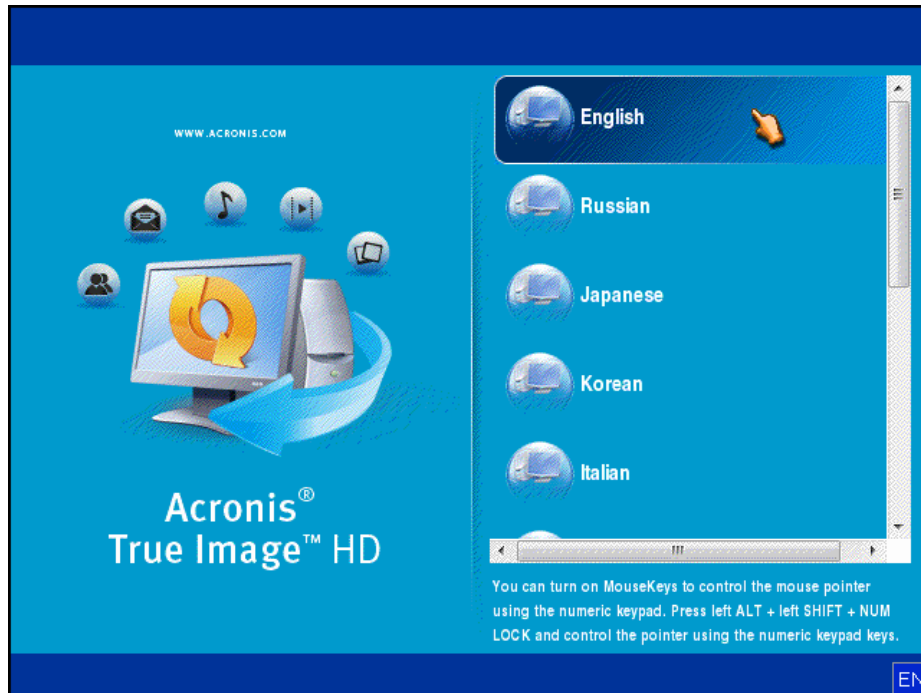 WWW.ACRONIS.COM
Acronis®
True Image™ HD
English
Russian
Japanese
Korean
Italian
You can turn on MouseKeys to control the mouse pointer
using the numeric keypad. Press left ALT + left SHIFT + NUM
LOCK and control the pointer using the numeric keypad keys.
EN